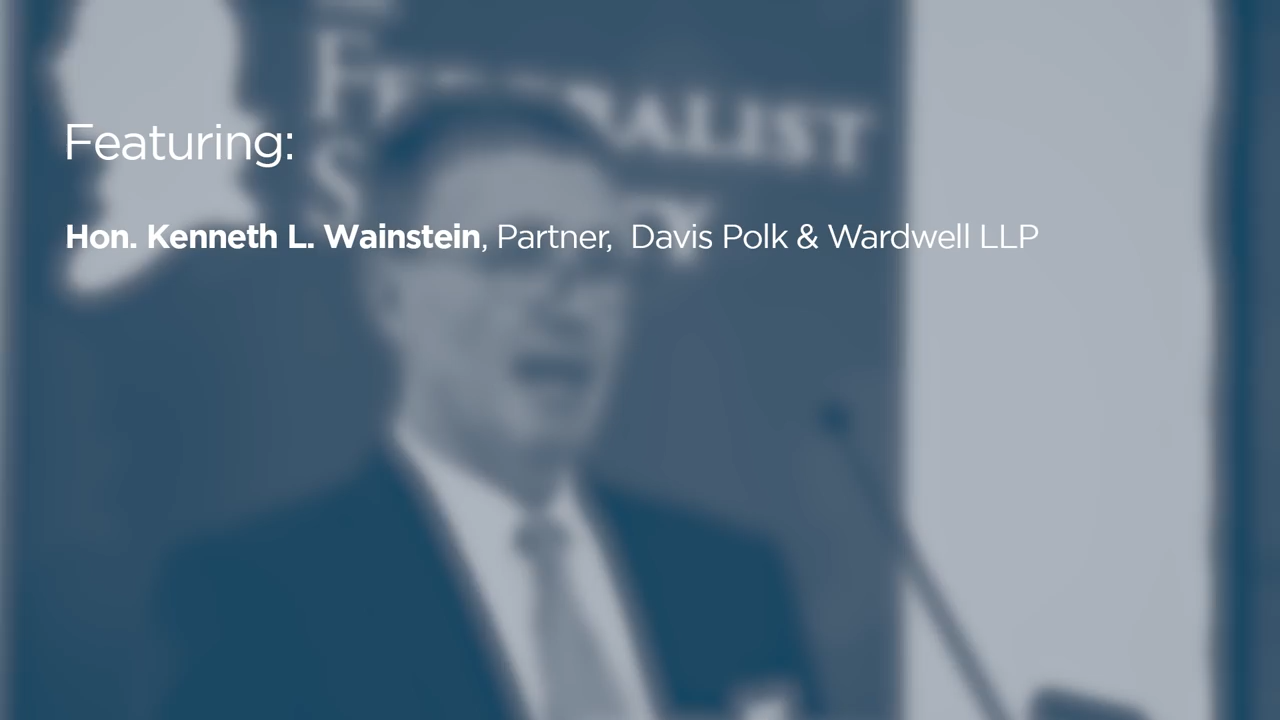 Featuring:
Hon. Kenneth L. Wainstein, Partner, Davis Polk & Wardwell LLP